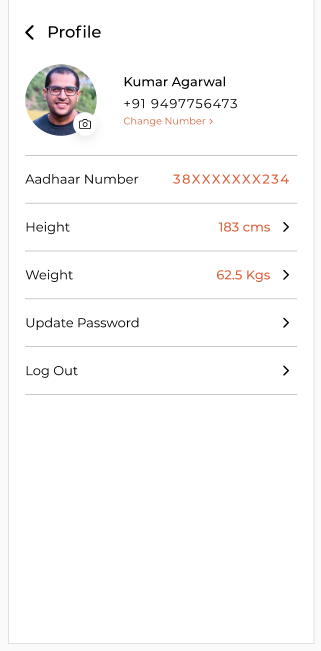 Profile
Kumar Agarwal
+91 9497756473
Change Number >
Aadhaar Number 38XXXXXXX234
Height 183 cms
Weight 62.5 Kgs
Update Password
Log Out